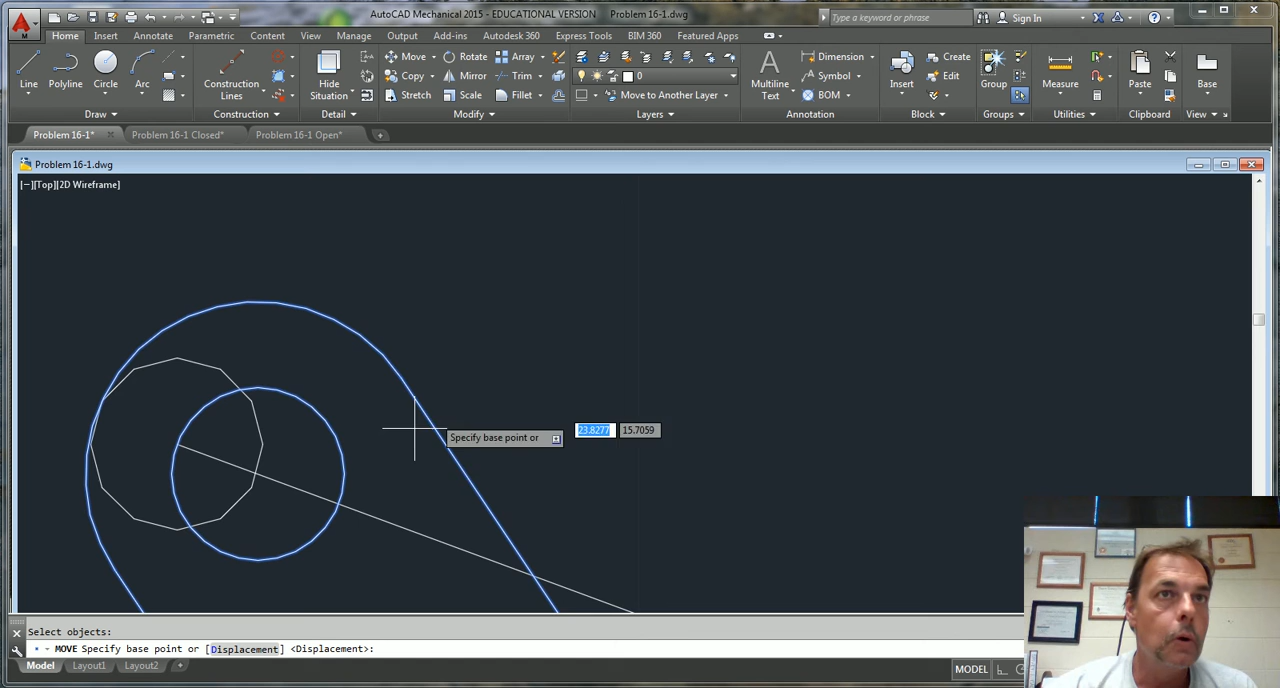 AutoCAD Mechanical 2015 - EDUCATIONAL VERSION Problem 16-1.dwg
Type a keyword or phrase
Sign In
M
Home Insert Annotate Parametric Content View Manage Output Add-ins Autodesk 360 Express Tools BIM 360 Featured Apps
Line Polyline Circle Arc
Construction Lines
Hide Situation
Move Rotate Array
Copy Mirror Trim
Stretch Scale Fillet
0
Move to Another Layer
Multiline Text
Dimension
Symbol
BOM
Insert
Create
Edit
Group
Measure
Paste
Base
Draw Construction Detail Modify Layers Annotation Block Groups Utilities Clipboard View
Problem 16-1* Problem 16-1 Closed* Problem 16-1 Open*
Problem 16-1.dwg
[−][Top][2D Wireframe]
Specify base point or 23.8277 15.7059
Select objects:
MOVE Specify base point or [Displacement] <Displacement>:
Model Layout1 Layout2
MODEL